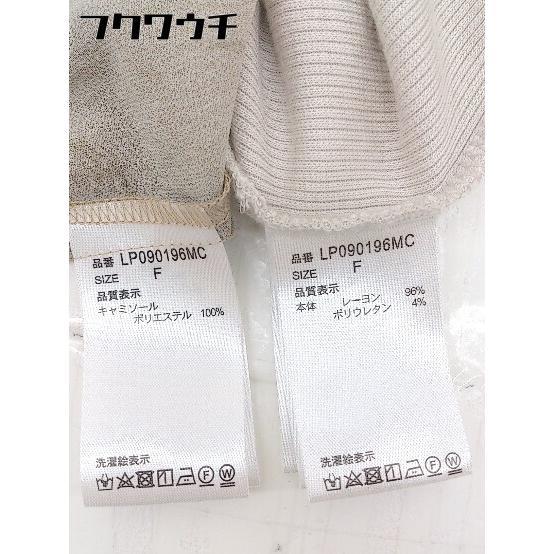 フクワウチ
品番 LP090196MC
SIZE F
品質表示
キャミソール
ポリエステル 100%
洗濯絵表示
品番 LP090196MC
SIZE F
品質表示
本体 レーヨン 96%
ポリウレタン 4%
洗濯絵表示